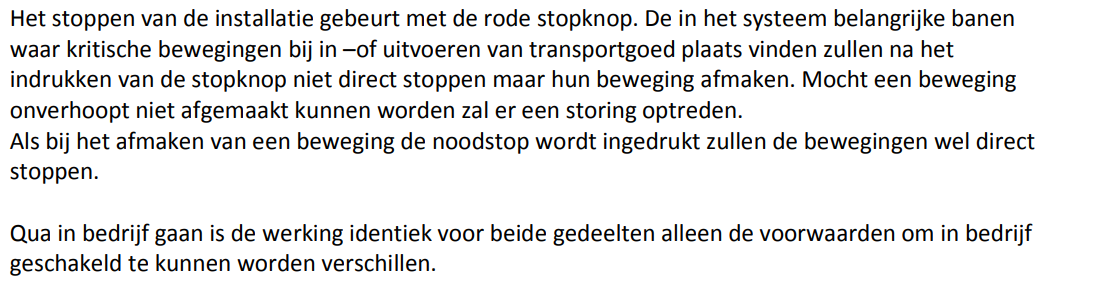 Het stoppen van de installatie gebeurt met de rode stopknop. De in het systeem belangrijke banen
waar kritische bewegingen bij in –of uitvoeren van transportgoed plaats vinden zullen na het
indrukken van de stopknop niet direct stoppen maar hun beweging afmaken. Mocht een beweging
onverhoopt niet afgemaakt kunnen worden zal er een storing optreden.
Als bij het afmaken van een beweging de noodstop wordt ingedrukt zullen de bewegingen wel direct
stoppen.
Qua in bedrijf gaan is de werking identiek voor beide gedeelten alleen de voorwaarden om in bedrijf
geschakeld te kunnen worden verschillen.